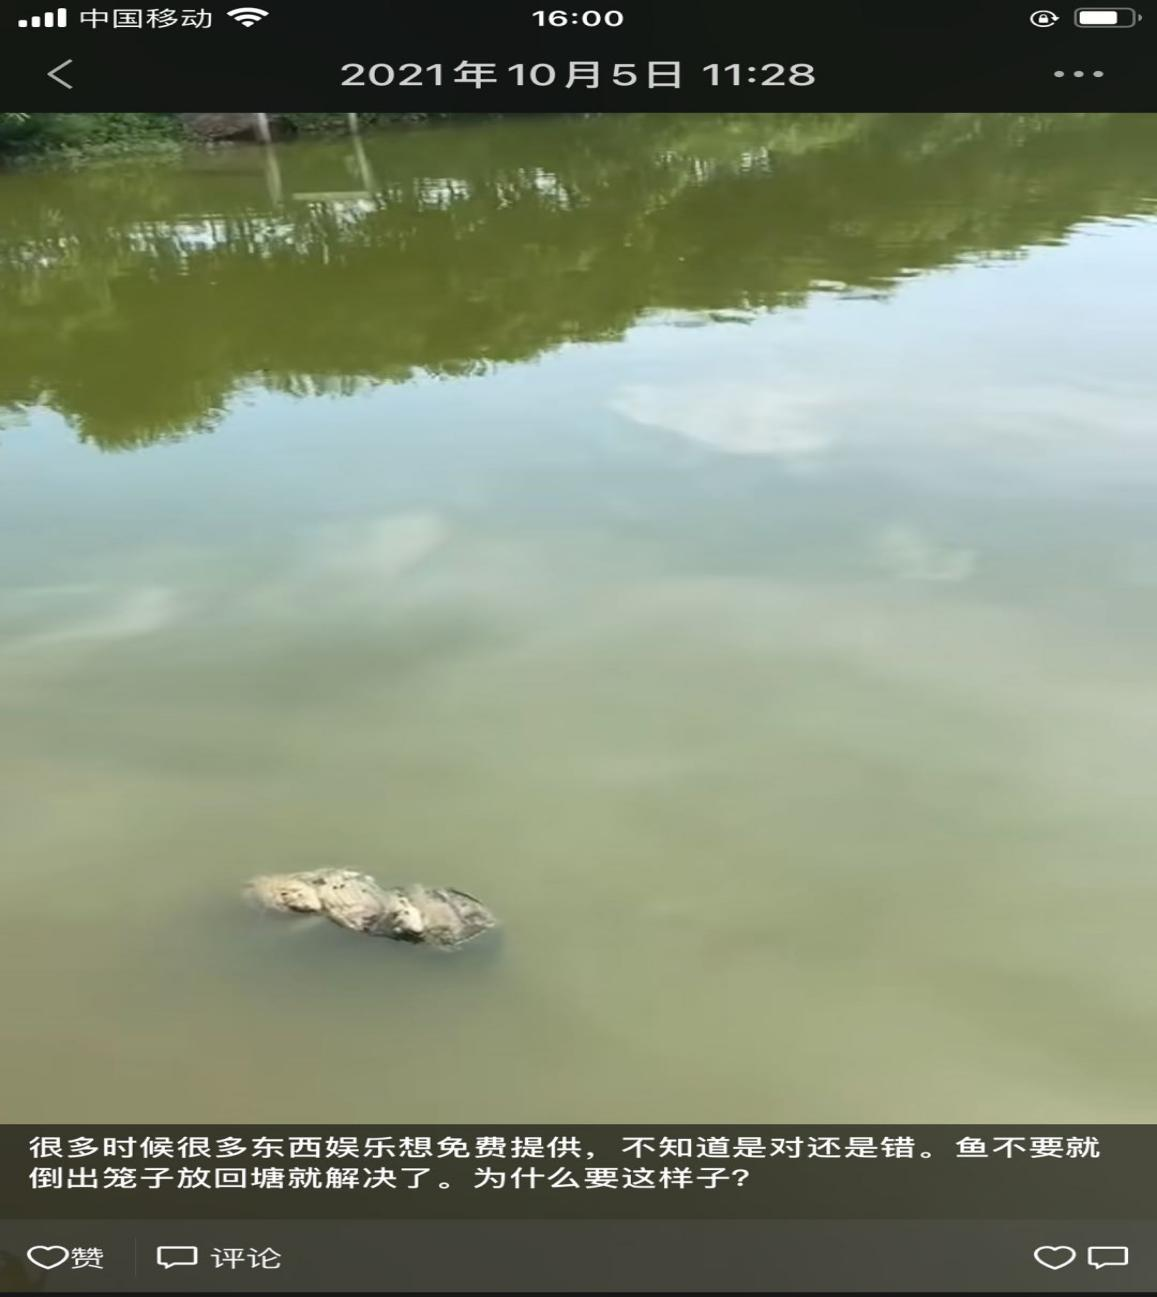 中国移动
16:00
2021年10月5日 11:28
很多时候很多东西娱乐想免费提供，不知道是对还是错。鱼不要就
倒出笼子放回塘就解决了。为什么要这样子?
赞
评论